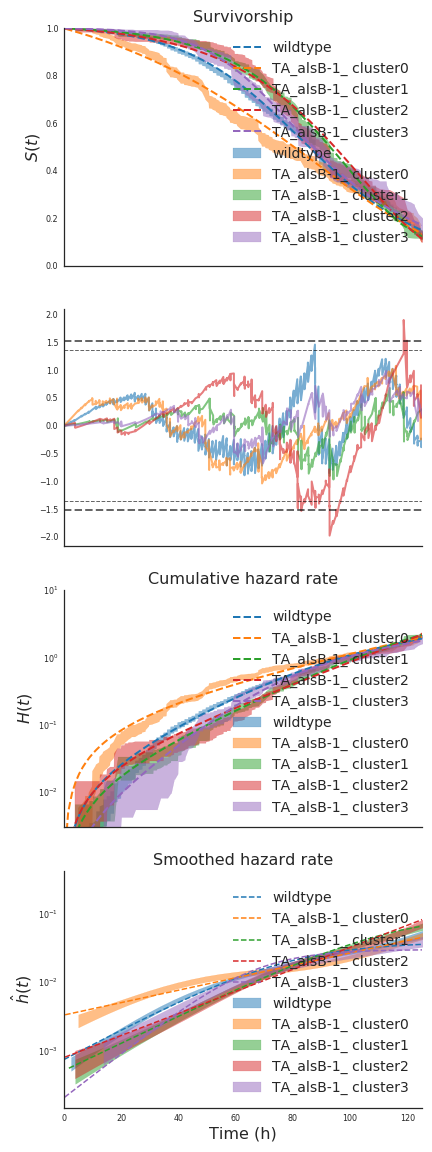 Survivorship
1.0
0.8
0.6
0.4
0.2
0.0
S(t)
wildtype
TA_alsB-1_ cluster0
TA_alsB-1_ cluster1
TA_alsB-1_ cluster2
TA_alsB-1_ cluster3
wildtype
TA_alsB-1_ cluster0
TA_alsB-1_ cluster1
TA_alsB-1_ cluster2
TA_alsB-1_ cluster3
2.0
1.5
1.0
0.5
0.0
−0.5
−1.0
−1.5
−2.0
Cumulative hazard rate
10¹
10⁰
10⁻¹
10⁻²
H(t)
wildtype
TA_alsB-1_ cluster0
TA_alsB-1_ cluster1
TA_alsB-1_ cluster2
TA_alsB-1_ cluster3
wildtype
TA_alsB-1_ cluster0
TA_alsB-1_ cluster1
TA_alsB-1_ cluster2
TA_alsB-1_ cluster3
Smoothed hazard rate
10⁻¹
10⁻²
10⁻³
ĥ(t)
wildtype
TA_alsB-1_ cluster0
TA_alsB-1_ cluster1
TA_alsB-1_ cluster2
TA_alsB-1_ cluster3
wildtype
TA_alsB-1_ cluster0
TA_alsB-1_ cluster1
TA_alsB-1_ cluster2
TA_alsB-1_ cluster3
0 20 40 60 80 100 120
Time (h)